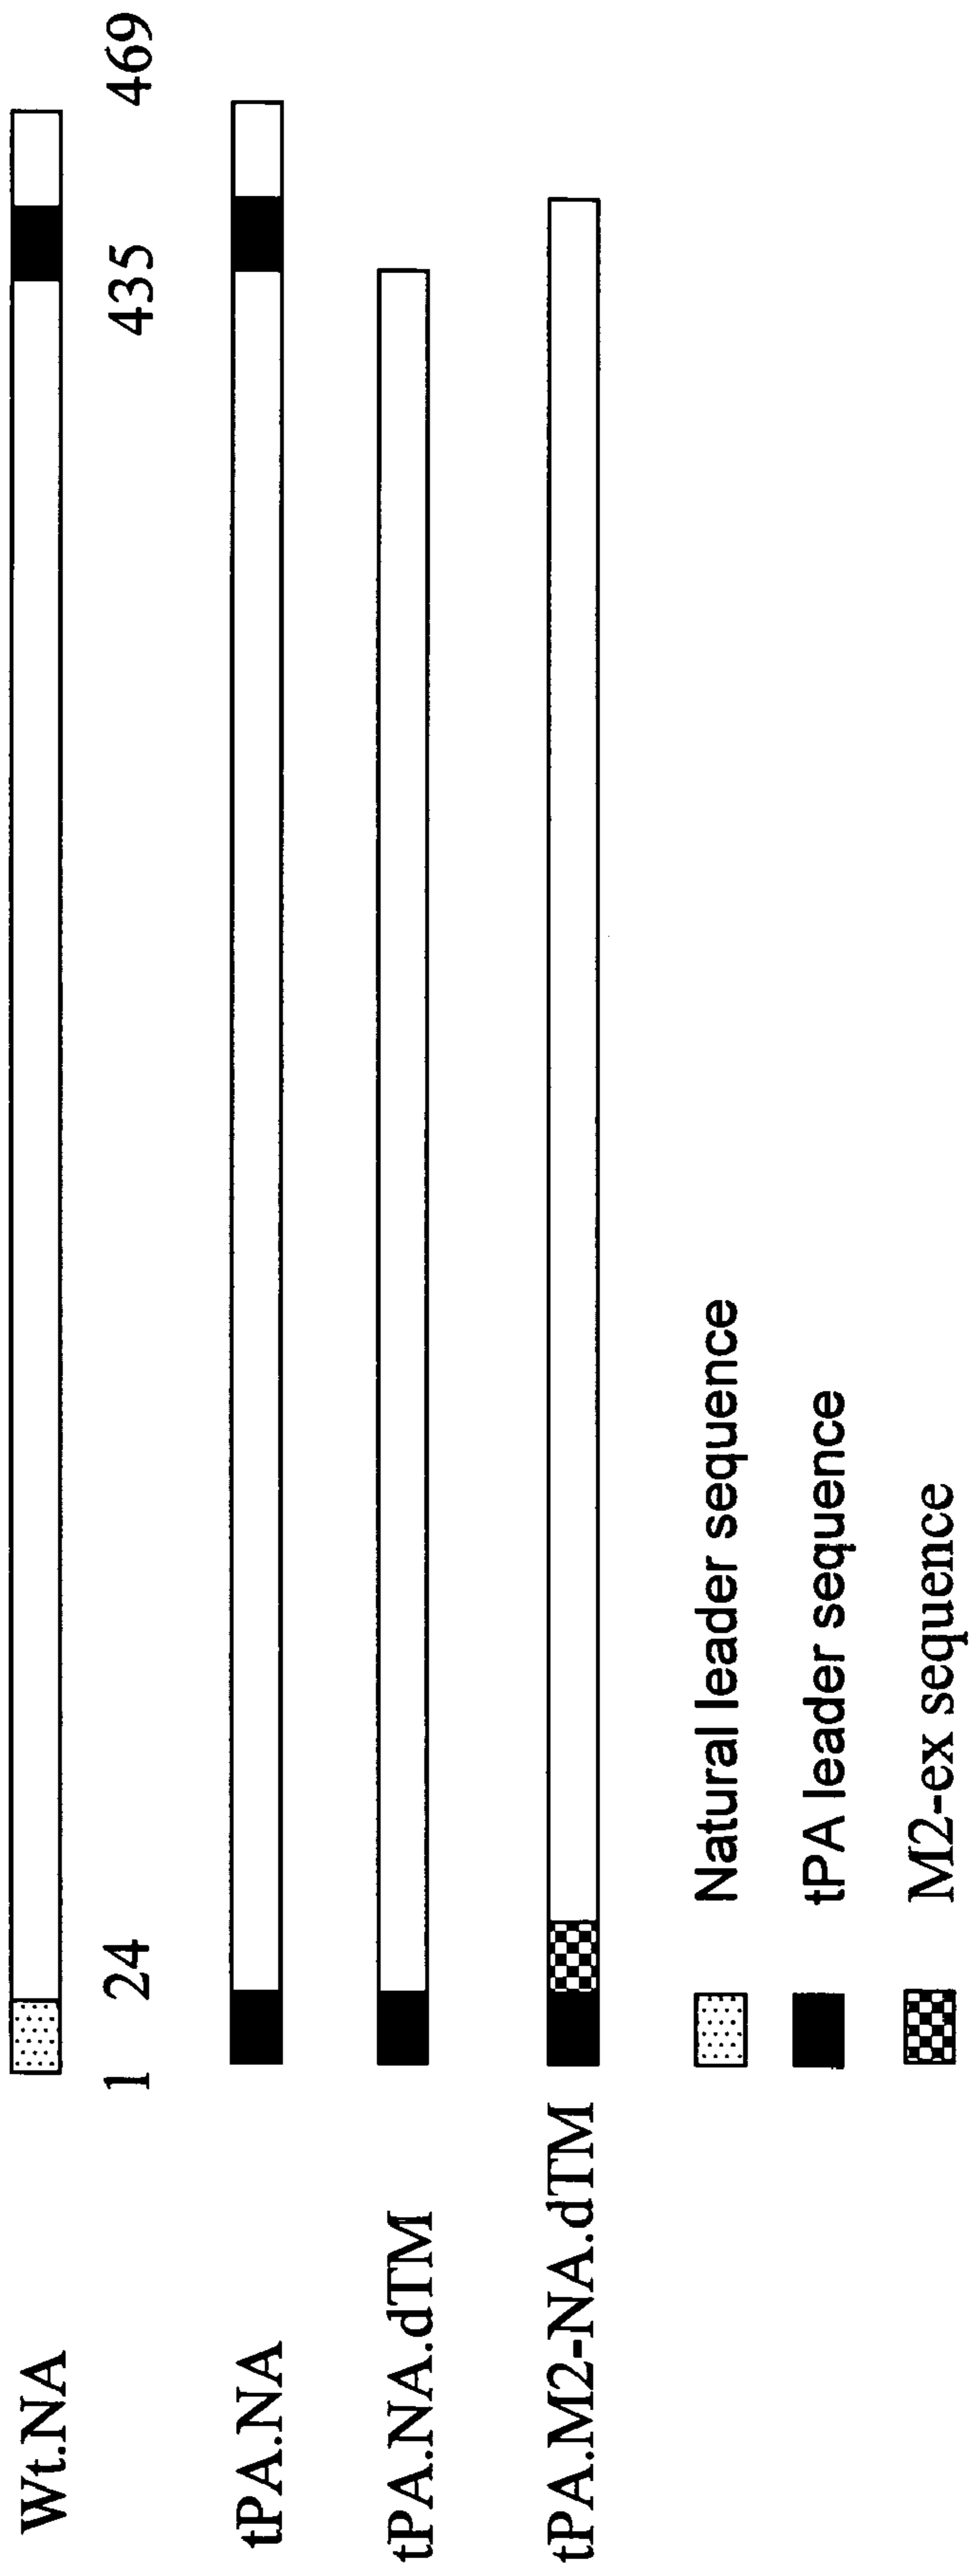 Wt.NA
1 24 435 469
tPA.NA
tPA.NA.dTM
tPA.M2-NA.dTM
Natural leader sequence
tPA leader sequence
M2-ex sequence